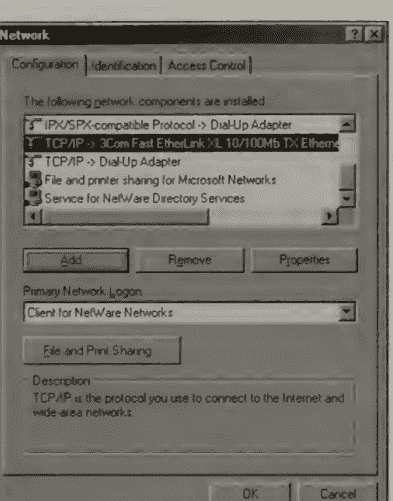 Network
Configuration Identification Access Control
The following network components are installed
IPX/SPX-compatible Protocol -> Dial-Up Adapter
TCP/IP -> 3Com Fast EtherLink XL 10/100Mb TX Etherne
TCP/IP -> Dial-Up Adapter
File and printer sharing for Microsoft Networks
Service for NetWare Directory Services
Add Remove Properties
Primary Network Logon
Client for NetWare Networks
File and Print Sharing
Description
TCP/IP is the protocol you use to connect to the Internet and
wide-area networks.
OK Cancel